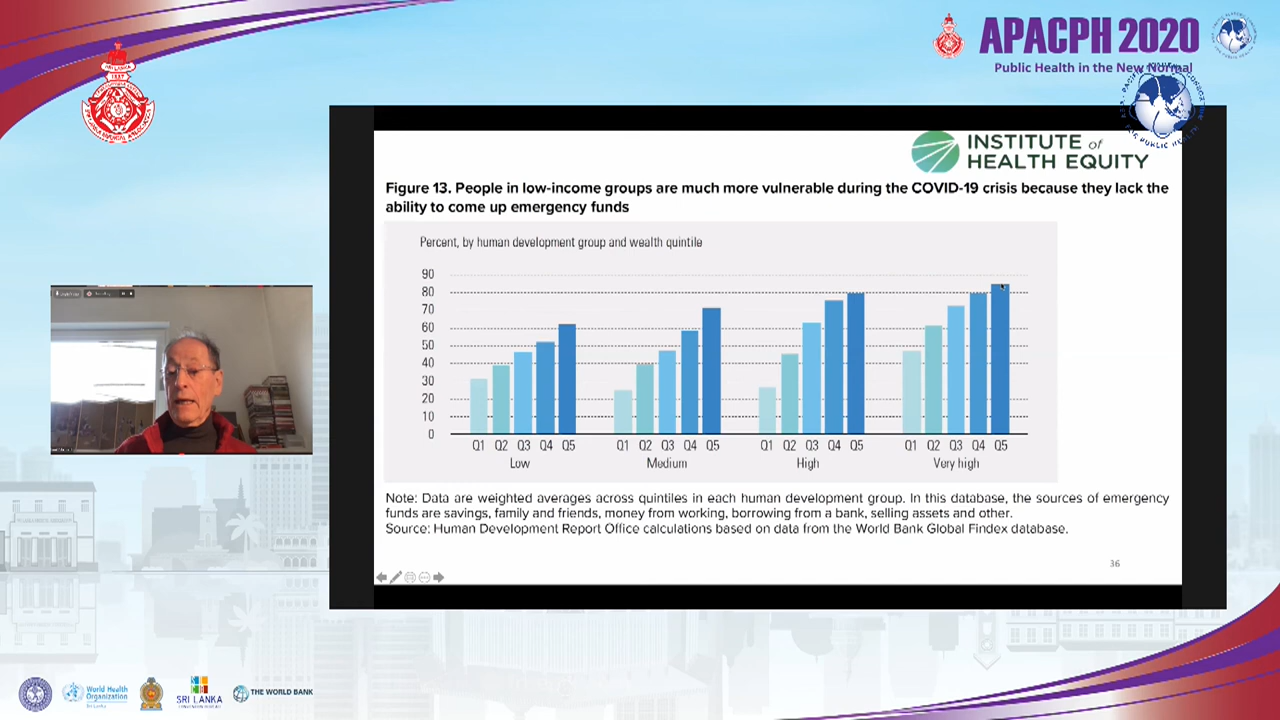 SRI LANKA
1887
APACPH 2020
Public Health in the New Normal
INSTITUTE of
HEALTH EQUITY
Figure 13. People in low-income groups are much more vulnerable during the COVID-19 crisis because they lack the
ability to come up emergency funds
Percent, by human development group and wealth quintile
90
80
70
60
50
40
30
20
10
0
Q1 Q2 Q3 Q4 Q5 Q1 Q2 Q3 Q4 Q5 Q1 Q2 Q3 Q4 Q5 Q1 Q2 Q3 Q4 Q5
Low Medium High Very high
Note: Data are weighted averages across quintiles in each human development group. In this database, the sources of emergency
funds are savings, family and friends, money from working, borrowing from a bank, selling assets and other.
Source: Human Development Report Office calculations based on data from the World Bank Global Findex database.
36
World Health
Organization
Sri Lanka
SRI LANKA
THE WORLD BANK